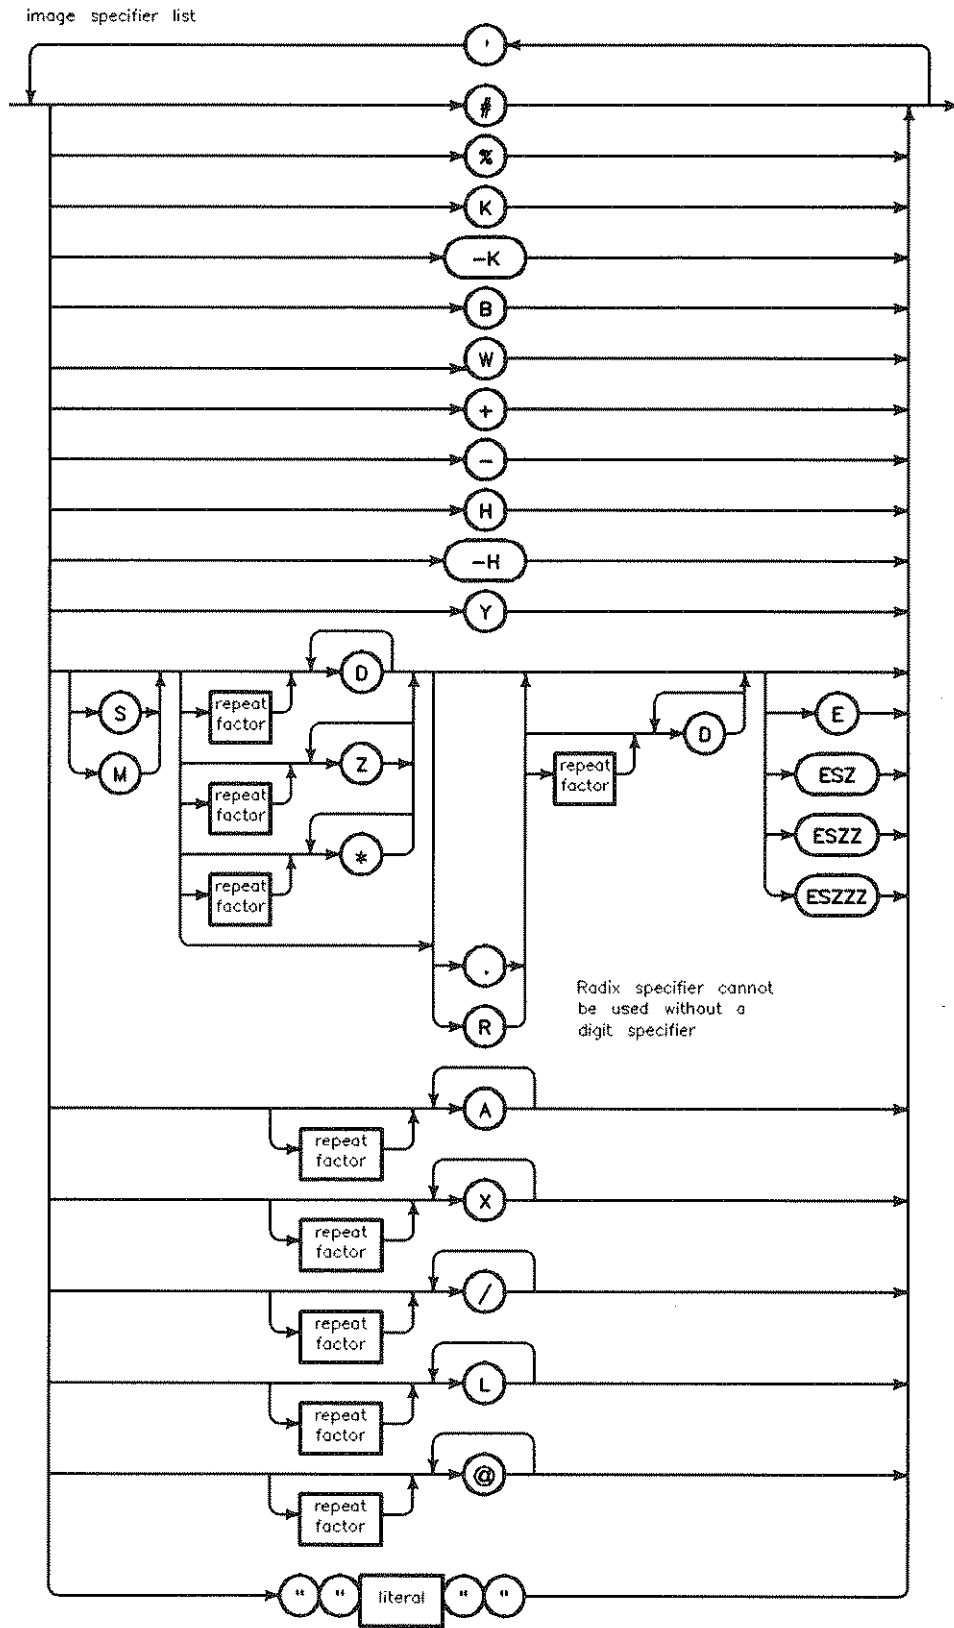 image specifier list
,
#
%
K
-K
B
W
+
-
H
-H
Y
D
S
repeat
factor
D
E
M
Z
repeat
factor
ESZ
repeat
factor
*
ESZZ
repeat
factor
ESZZZ
.
Radix specifier cannot
be used without a
digit specifier
R
A
repeat
factor
X
repeat
factor
/
repeat
factor
L
repeat
factor
@
repeat
factor
" " literal " "